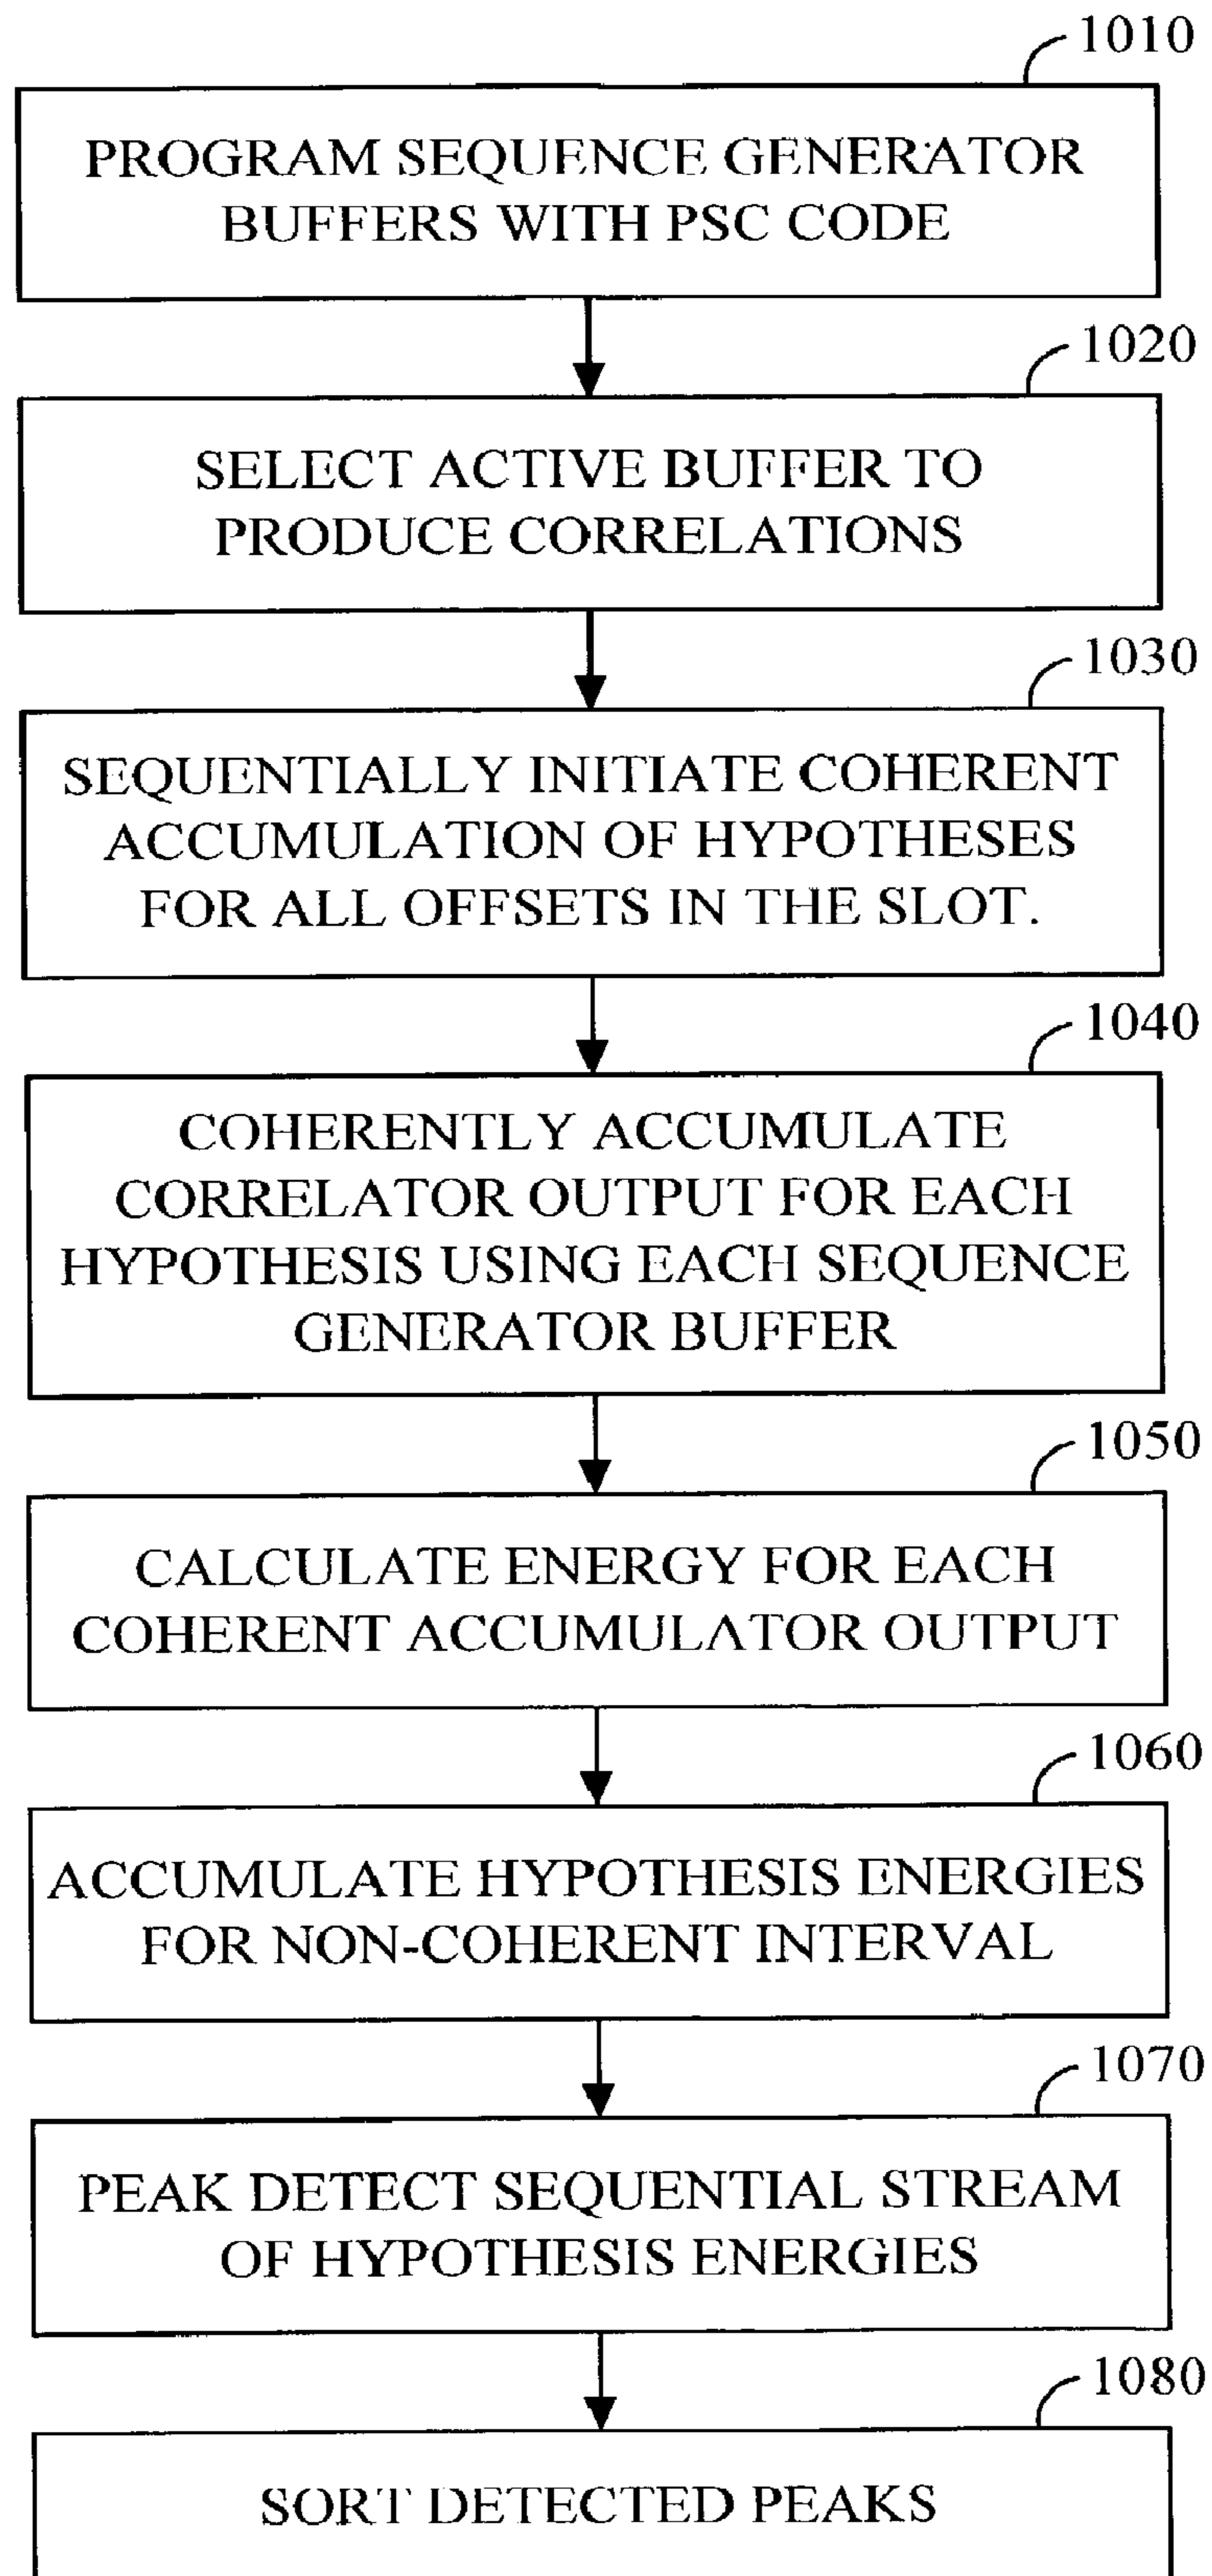 1010
PROGRAM SEQUENCE GENERATOR
BUFFERS WITH PSC CODE
1020
SELECT ACTIVE BUFFER TO
PRODUCE CORRELATIONS
1030
SEQUENTIALLY INITIATE COHERENT
ACCUMULATION OF HYPOTHESES
FOR ALL OFFSETS IN THE SLOT.
1040
COHERENTLY ACCUMULATE
CORRELATOR OUTPUT FOR EACH
HYPOTHESIS USING EACH SEQUENCE
GENERATOR BUFFER
1050
CALCULATE ENERGY FOR EACH
COHERENT ACCUMULATOR OUTPUT
1060
ACCUMULATE HYPOTHESIS ENERGIES
FOR NON-COHERENT INTERVAL
1070
PEAK DETECT SEQUENTIAL STREAM
OF HYPOTHESIS ENERGIES
1080
SORT DETECTED PEAKS